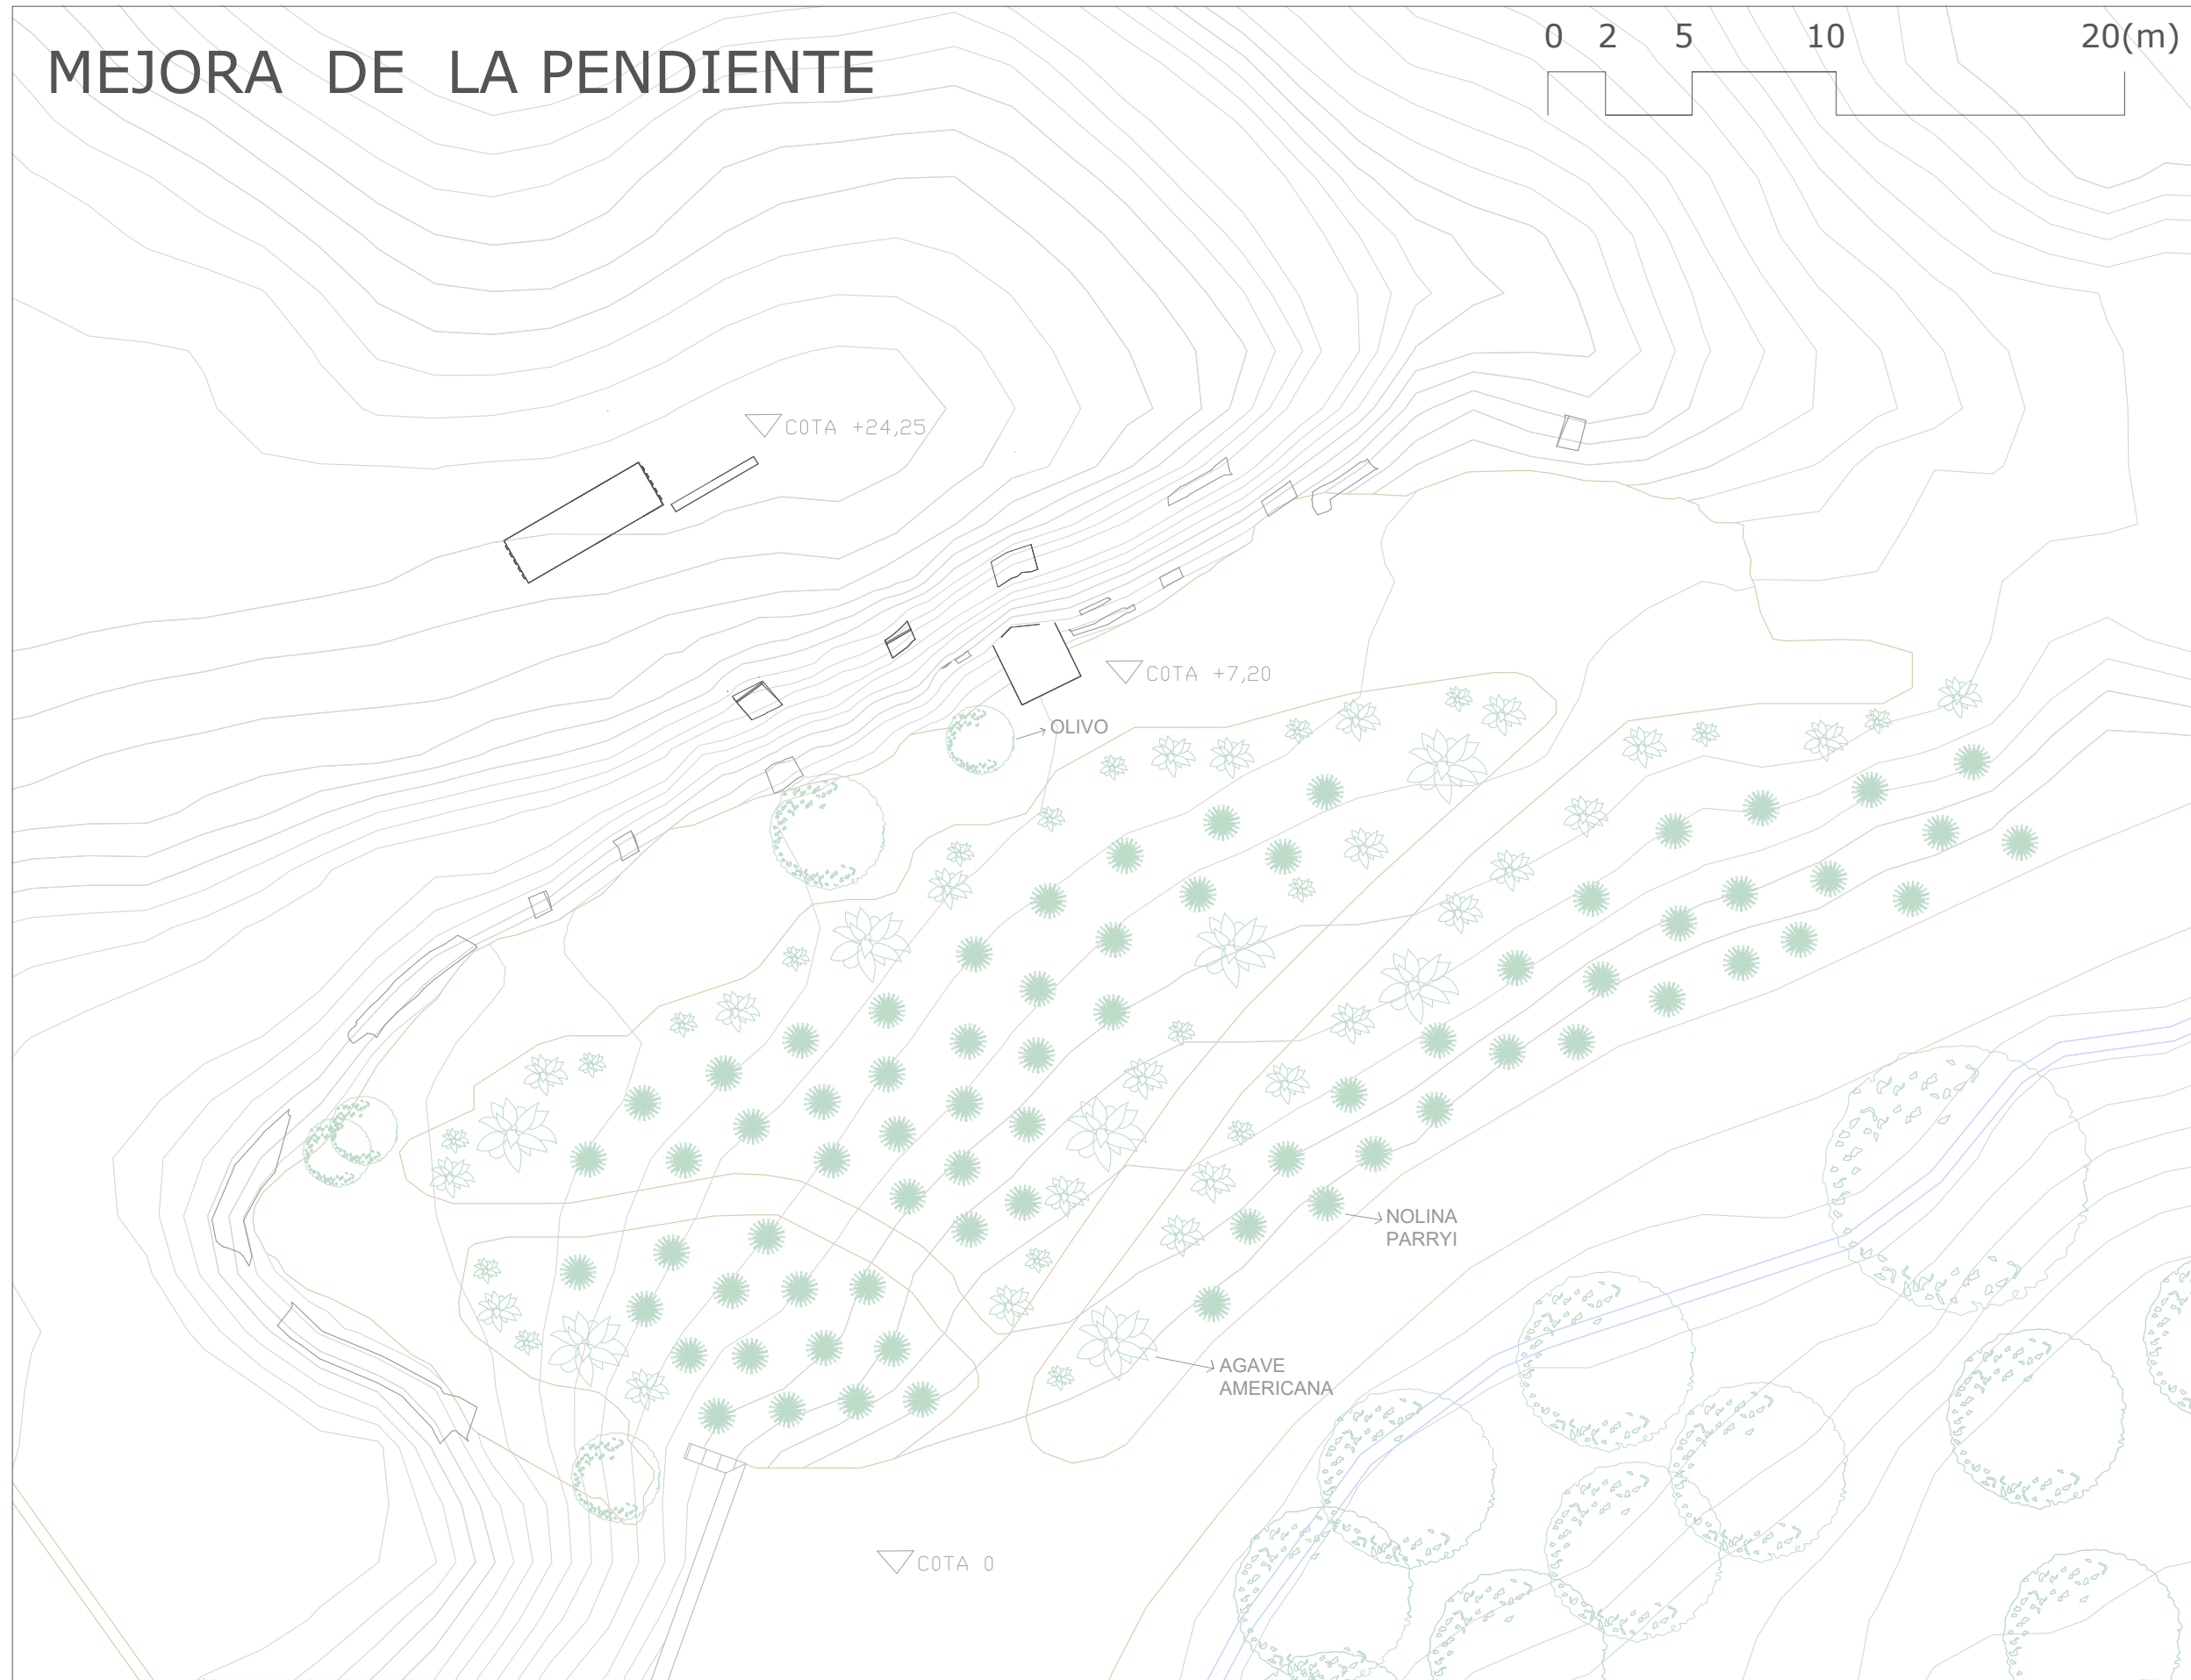 MEJORA DE LA PENDIENTE
0 2 5 10 20(m)
COTA +24,25
COTA +7,20
OLIVO
NOLINA
PARRYI
AGAVE
AMERICANA
COTA 0